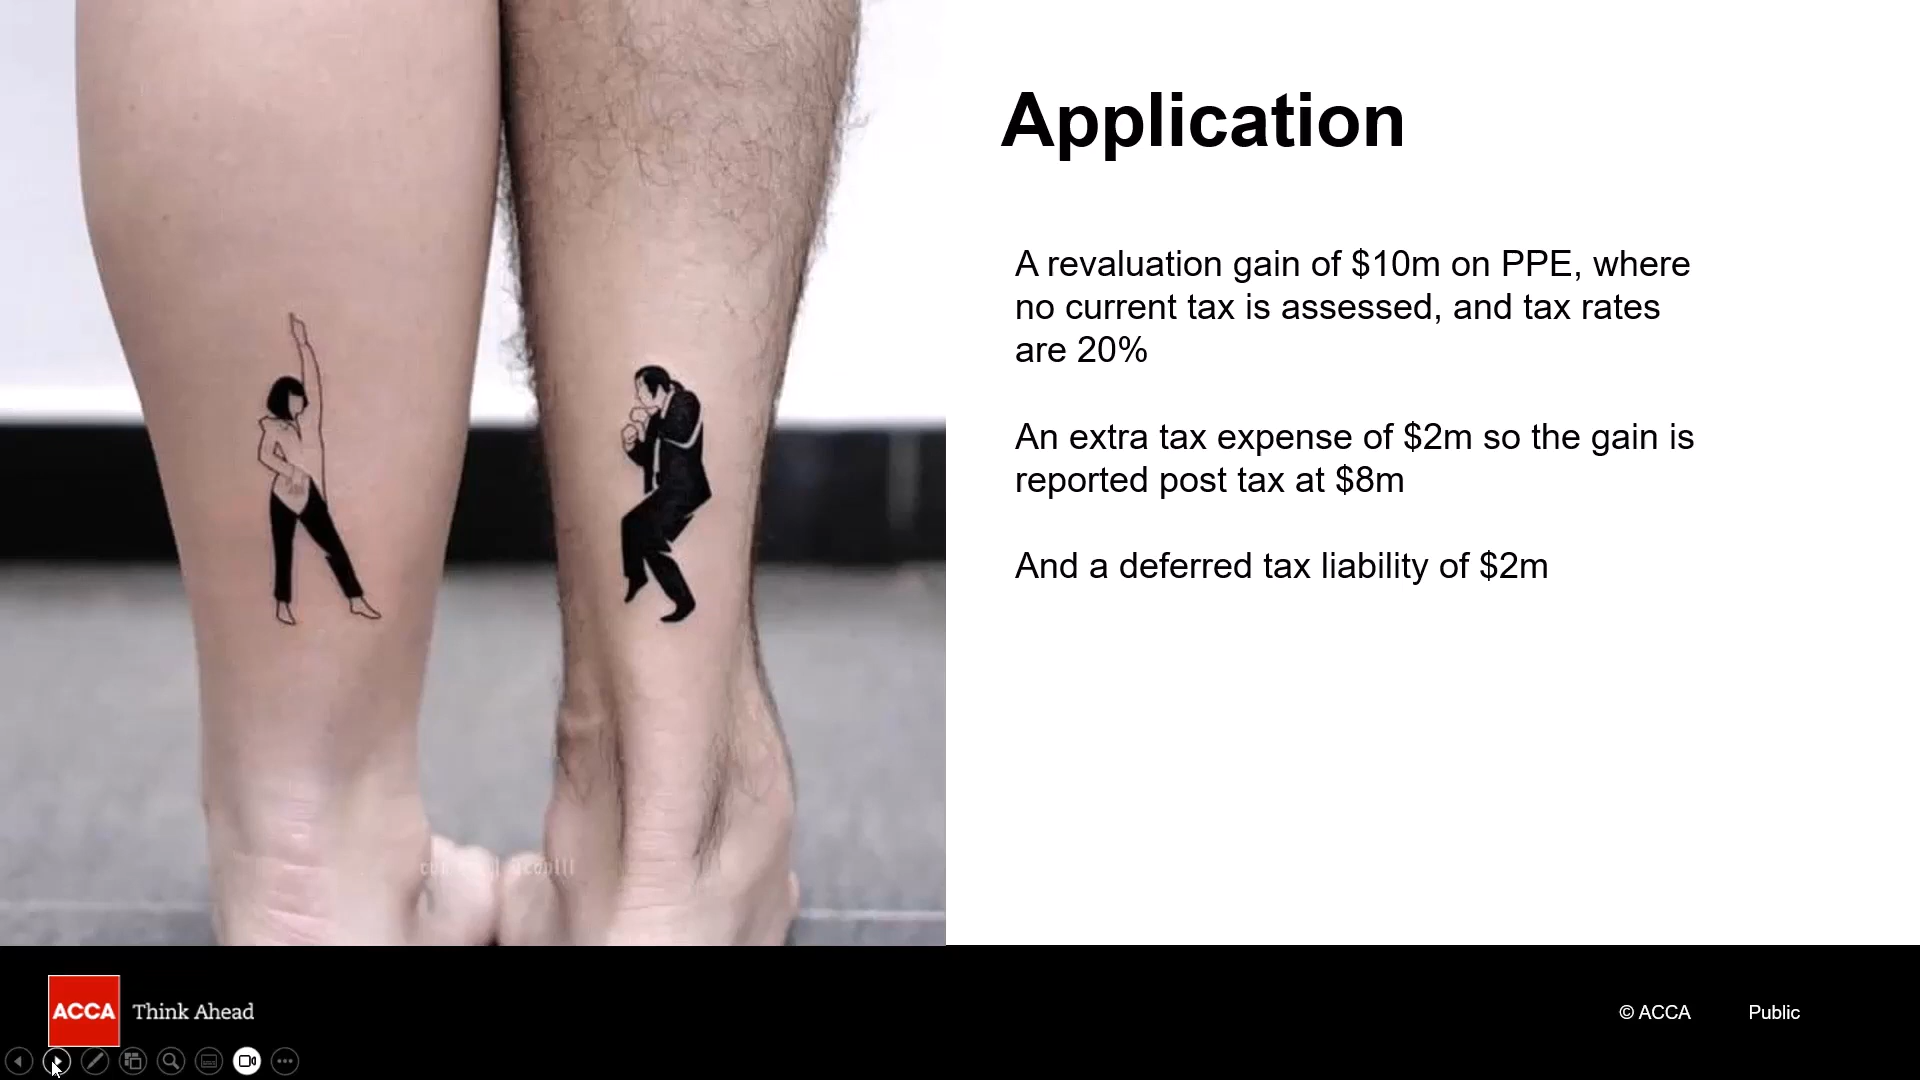 Application
A revaluation gain of $10m on PPE, where
no current tax is assessed, and tax rates
are 20%
An extra tax expense of $2m so the gain is
reported post tax at $8m
And a deferred tax liability of $2m
ACCA
Think Ahead
© ACCA
Public